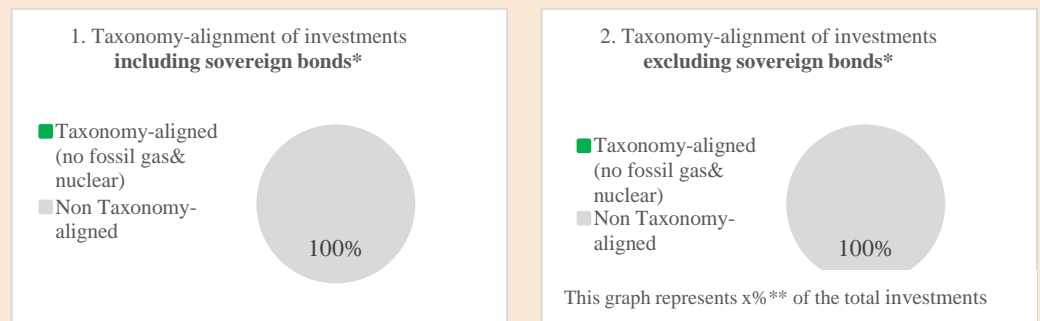 1. Taxonomy-alignment of investments
including sovereign bonds*
Taxonomy-aligned
(no fossil gas&
nuclear)
Non Taxonomy-
aligned
100%
2. Taxonomy-alignment of investments
excluding sovereign bonds*
Taxonomy-aligned
(no fossil gas&
nuclear)
Non Taxonomy-
aligned
100%
This graph represents x%** of the total investments